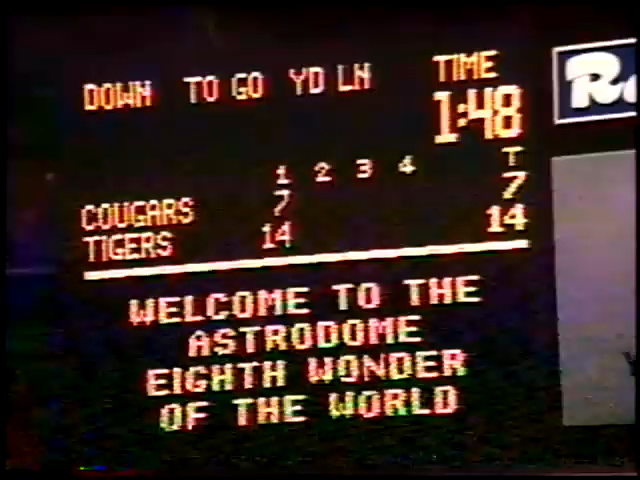 DOWN TO GO YD LN TIME
1:48
1 2 3 4 T
COUGARS 7 7
TIGERS 14 14
WELCOME TO THE
ASTRODOME
EIGHTH WONDER
OF THE WORLD